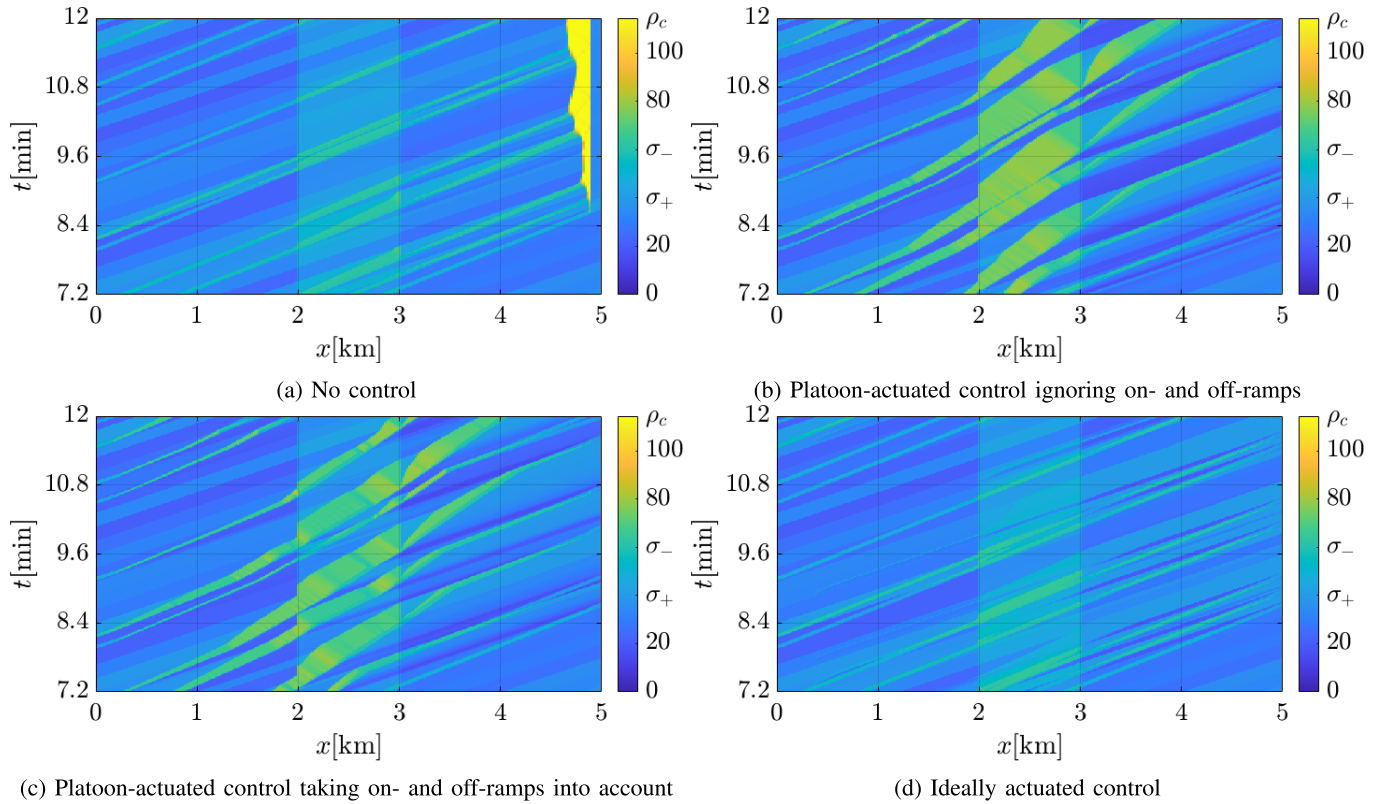 12
10.8
9.6
8.4
7.2
t[min]
0 1 2 3 4 5
x[km]
ρc
100
80
σ−
σ+
20
0
(a) No control
12
10.8
9.6
8.4
7.2
t[min]
0 1 2 3 4 5
x[km]
ρc
100
80
σ−
σ+
20
0
(b) Platoon-actuated control ignoring on- and off-ramps
12
10.8
9.6
8.4
7.2
t[min]
0 1 2 3 4 5
x[km]
ρc
100
80
σ−
σ+
20
0
(c) Platoon-actuated control taking on- and off-ramps into account
12
10.8
9.6
8.4
7.2
t[min]
0 1 2 3 4 5
x[km]
ρc
100
80
σ−
σ+
20
0
(d) Ideally actuated control